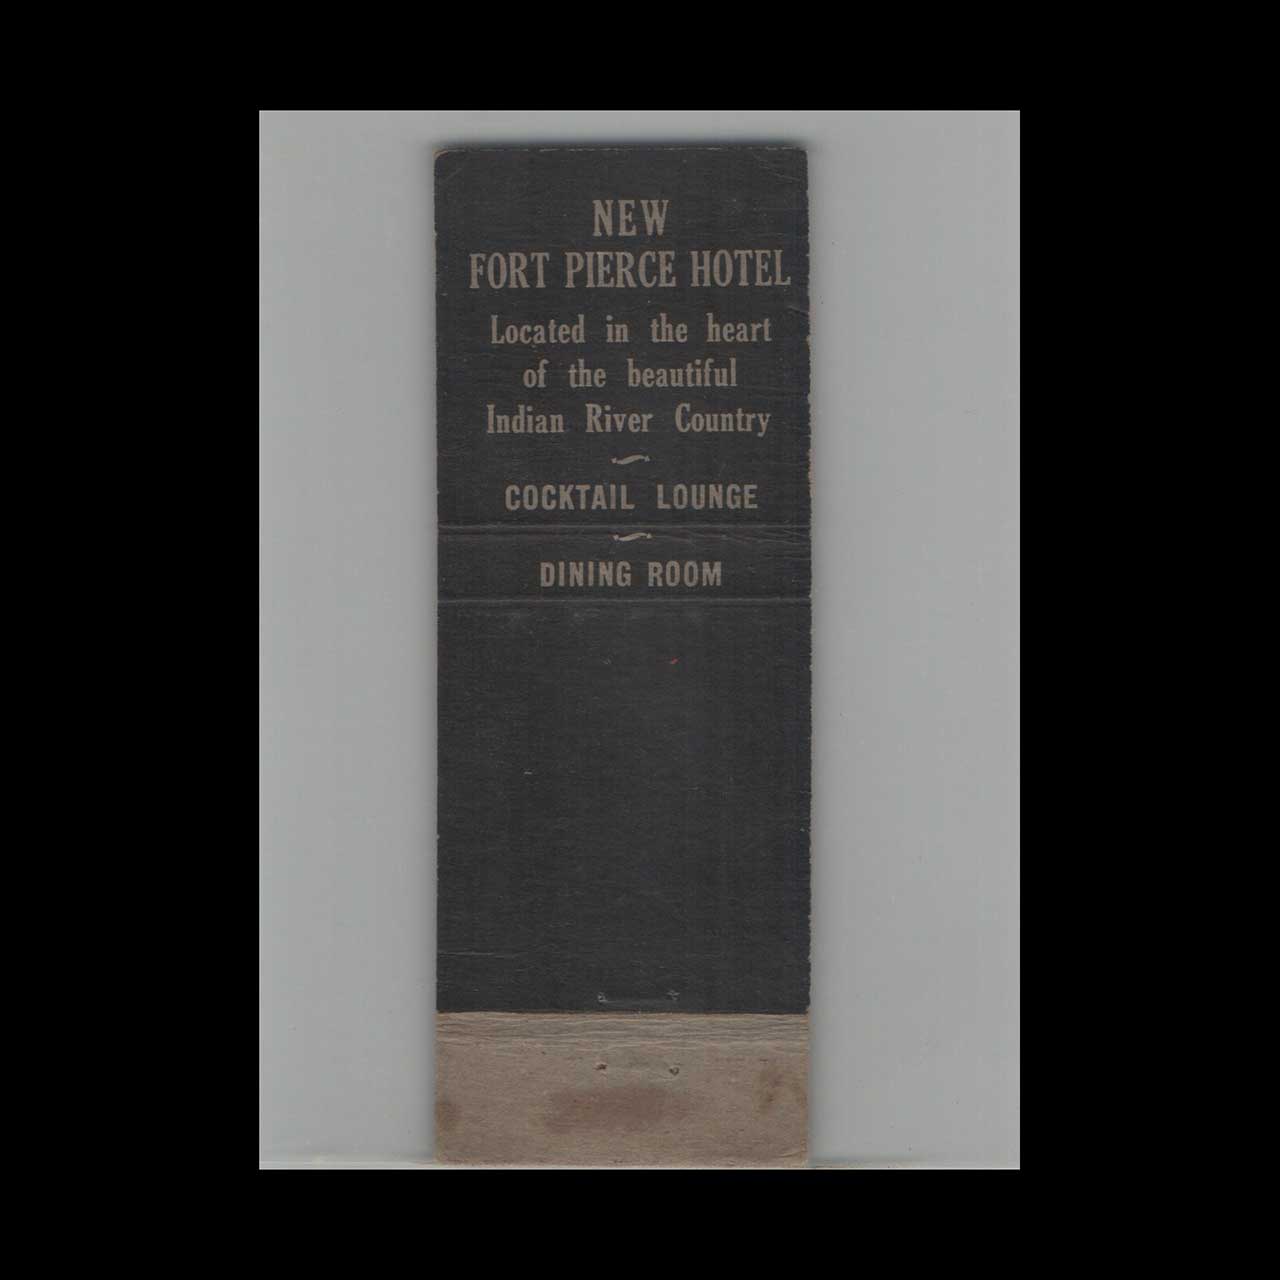 NEW
FORT PIERCE HOTEL
Located in the heart
of the beautiful
Indian River Country
COCKTAIL LOUNGE
DINING ROOM